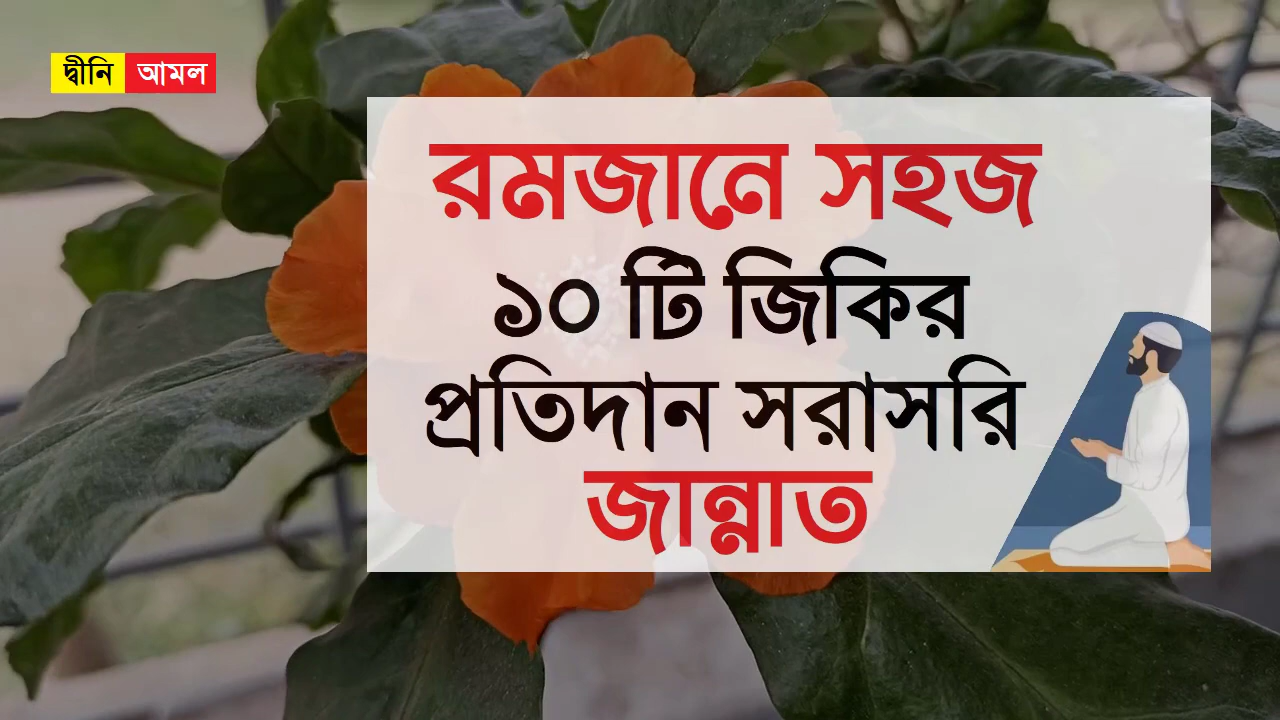 দ্বীনি আমল
রমজানে সহজ
১০ টি জিকির
প্রতিদান সরাসরি
জান্নাত